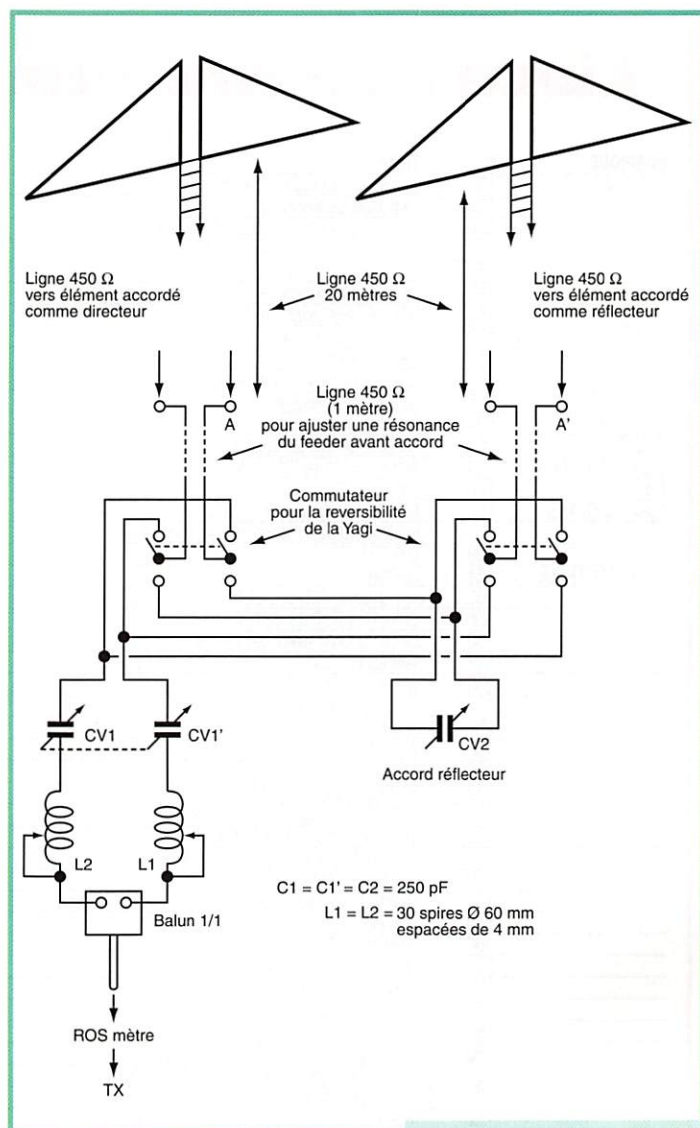 Ligne 450 Ω
vers élément accordé
comme directeur
Ligne 450 Ω
20 mètres
Ligne 450 Ω
vers élément accordé
comme réflecteur
A
Ligne 450 Ω
(1 mètre)
pour ajuster une résonance
du feeder avant accord
A'
Commutateur
pour la reversibilité
de la Yagi
CV1
CV1'
CV2
Accord réflecteur
L2
L1
C1 = C1' = C2 = 250 pF
L1 = L2 = 30 spires Ø 60 mm
espacées de 4 mm
Balun 1/1
ROS mètre
TX